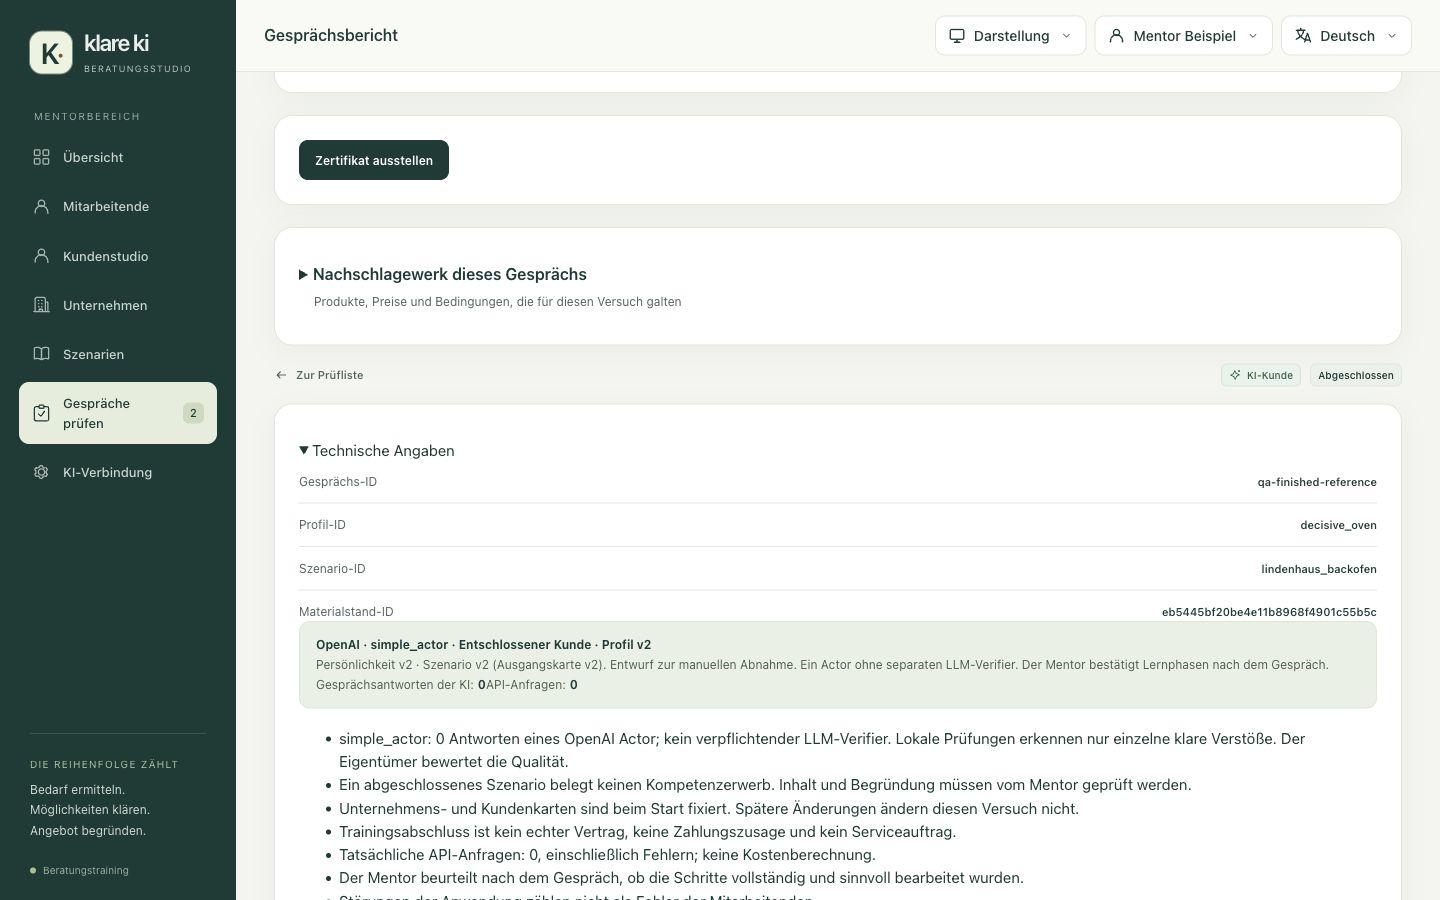 K
klare ki
BERATUNGSSTUDIO
MENTORBEREICH
Übersicht
Mitarbeitende
Kundenstudio
Unternehmen
Szenarien
Gespräche
prüfen
2
KI-Verbindung
DIE REIHENFOLGE ZÄHLT
Bedarf ermitteln.
Möglichkeiten klären.
Angebot begründen.
Beratungstraining
Gesprächsbericht
Darstellung
Mentor Beispiel
Deutsch
Zertifikat ausstellen
Nachschlagewerk dieses Gesprächs
Produkte, Preise und Bedingungen, die für diesen Versuch galten
Zur Prüfliste
KI-Kunde
Abgeschlossen
Technische Angaben
Gesprächs-ID qa-finished-reference
Profil-ID decisive_oven
Szenario-ID lindenhaus_backofen
Materialstand-ID eb5445bf20be4e11b8968f4901c55b5c
OpenAI · simple_actor · Entschlossener Kunde · Profil v2
Persönlichkeit v2 · Szenario v2 (Ausgangskarte v2). Entwurf zur manuellen Abnahme. Ein Actor ohne separaten LLM-Verifier. Der Mentor bestätigt Lernphasen nach dem Gespräch.
Gesprächsantworten der KI: 0API-Anfragen: 0
• simple_actor: 0 Antworten eines OpenAI Actor; kein verpflichtender LLM-Verifier. Lokale Prüfungen erkennen nur einzelne klare Verstöße. Der
Eigentümer bewertet die Qualität.
• Ein abgeschlossenes Szenario belegt keinen Kompetenzerwerb. Inhalt und Begründung müssen vom Mentor geprüft werden.
• Unternehmens- und Kundenkarten sind beim Start fixiert. Spätere Änderungen ändern diesen Versuch nicht.
• Trainingsabschluss ist kein echter Vertrag, keine Zahlungszusage und kein Serviceauftrag.
• Tatsächliche API-Anfragen: 0, einschließlich Fehlern; keine Kostenberechnung.
• Der Mentor beurteilt nach dem Gespräch, ob die Schritte vollständig und sinnvoll bearbeitet wurden.
• Störungen der Anwendung zählen nicht als Fehler der Mitarbeitenden.